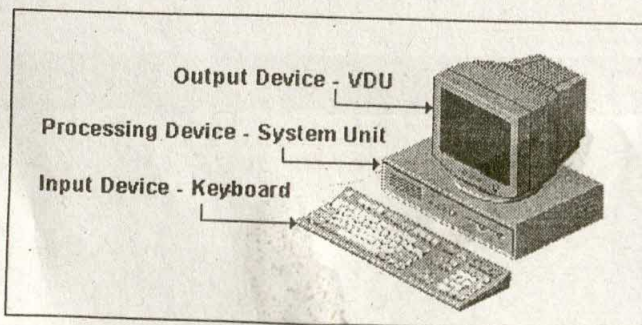 Output Device - VDU
Processing Device - System Unit
Input Device - Keyboard